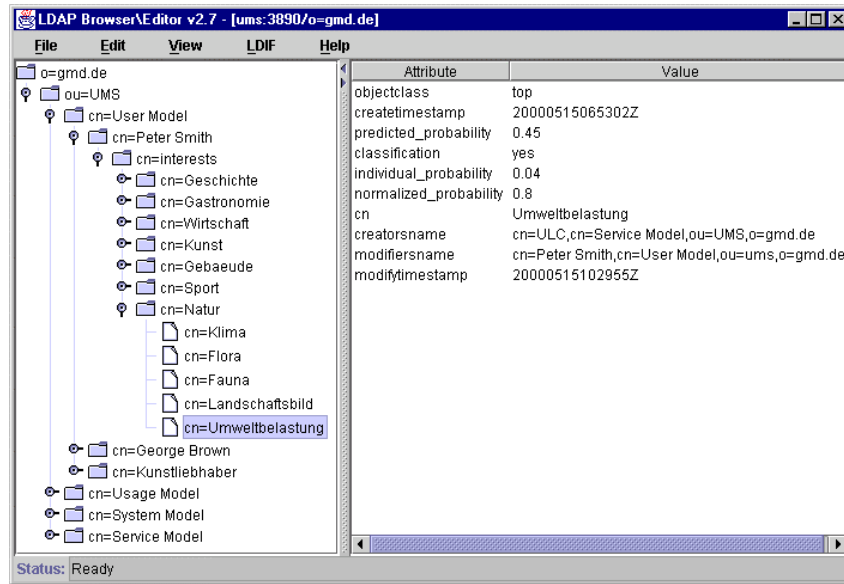 LDAP Browser\Editor v2.7 - [ums:3890/o=gmd.de]
File Edit View LDIF Help
o=gmd.de
ou=UMS
cn=User Model
cn=Peter Smith
cn=interests
cn=Geschichte
cn=Gastronomie
cn=Wirtschaft
cn=Kunst
cn=Gebaeude
cn=Sport
cn=Natur
cn=Klima
cn=Flora
cn=Fauna
cn=Landschaftsbild
cn=Umweltbelastung
cn=George Brown
cn=Kunstliebhaber
cn=Usage Model
cn=System Model
cn=Service Model
Attribute Value
objectclass top
createtimestamp 20000515065302Z
predicted_probability 0.45
classification yes
individual_probability 0.04
normalized_probability 0.8
cn Umweltbelastung
creatorsname cn=ULC,cn=Service Model,ou=UMS,o=gmd.de
modifiersname cn=Peter Smith,cn=User Model,ou=ums,o=gmd.de
modifytimestamp 20000515102955Z
Status: Ready